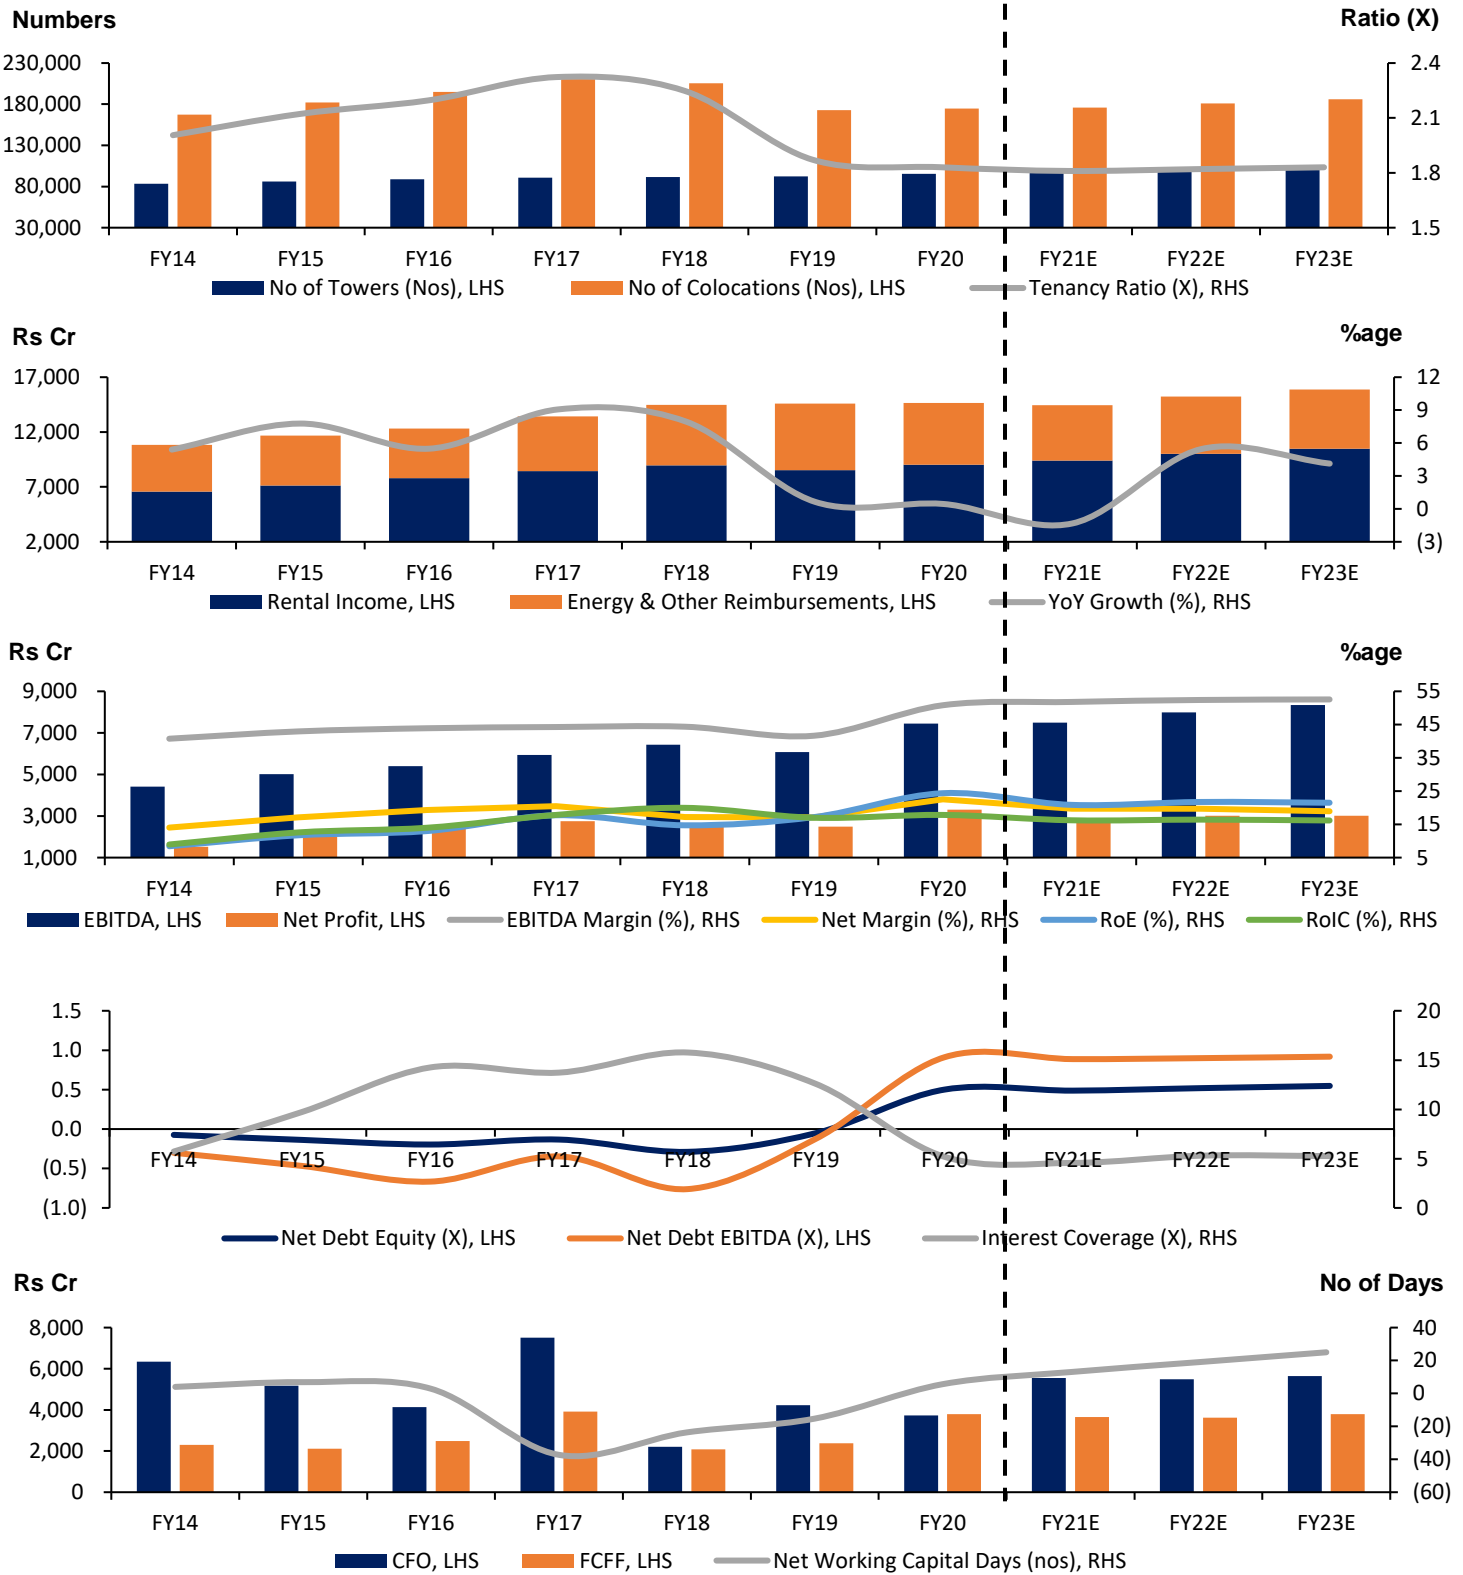 Numbers Ratio (X)
230,000 2.4
180,000 2.1
130,000
80,000 1.8
30,000 1.5
FY14 FY15 FY16 FY17 FY18 FY19 FY20 FY21E FY22E FY23E
No of Towers (Nos), LHS No of Colocations (Nos), LHS Tenancy Ratio (X), RHS
Rs Cr %age
17,000 12
9
12,000 6
3
7,000 0
2,000 (3)
FY14 FY15 FY16 FY17 FY18 FY19 FY20 FY21E FY22E FY23E
Rental Income, LHS Energy & Other Reimbursements, LHS YoY Growth (%), RHS
Rs Cr %age
9,000 55
7,000 45
35
5,000 25
3,000 15
1,000 5
FY14 FY15 FY16 FY17 FY18 FY19 FY20 FY21E FY22E FY23E
EBITDA, LHS Net Profit, LHS EBITDA Margin (%), RHS Net Margin (%), RHS RoE (%), RHS RoIC (%), RHS
1.5 20
1.0 15
0.5 10
0.0
(0.5) 5
(1.0) 0
FY14 FY15 FY16 FY17 FY18 FY19 FY20 FY21E FY22E FY23E
Net Debt Equity (X), LHS Net Debt EBITDA (X), LHS Interest Coverage (X), RHS
Rs Cr No of Days
8,000 40
6,000 20
0
4,000 (20)
2,000 (40)
0 (60)
FY14 FY15 FY16 FY17 FY18 FY19 FY20 FY21E FY22E FY23E
CFO, LHS FCFF, LHS Net Working Capital Days (nos), RHS